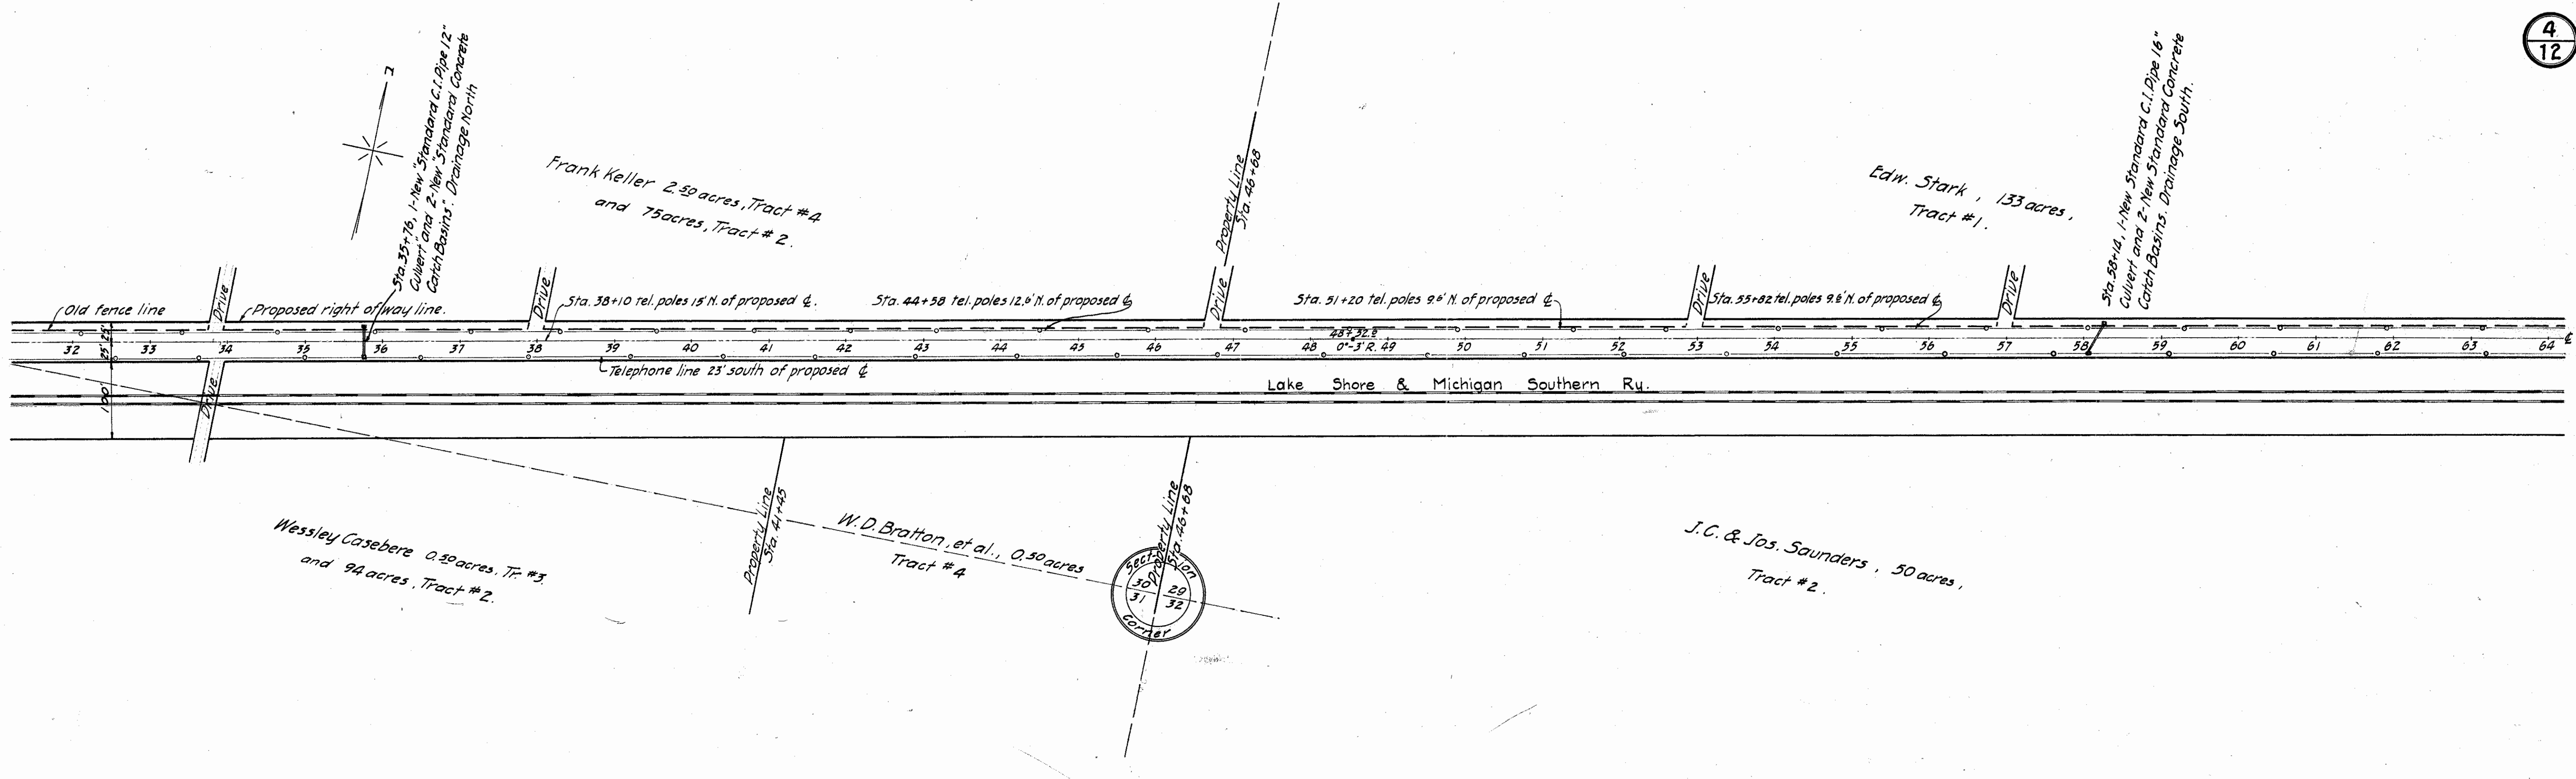 4
12
N
Sta. 35+76, 1-New "Standard C.I. Pipe 12"
Culvert" and 2-New "Standard Concrete
Catch Basins". Drainage North
Frank Keller 2.50 acres, Tract #4
and 75 acres, Tract #2.
Property Line
Sta. 46+68
Edw. Stark, 133 acres,
Tract #1.
Sta. 58+14, 1-New Standard C.I. Pipe 16"
Culvert and 2-New Standard Concrete
Catch Basins. Drainage South.
Old fence line
Drive
Proposed right of way line.
Drive
Sta. 38+10 tel. poles 15' N. of proposed ℄.
Sta. 44+58 tel. poles 12.6' N. of proposed ℄
Drive
Sta. 51+20 tel. poles 9.6' N. of proposed ℄
Drive
Sta. 55+82 tel. poles 9.6' N. of proposed ℄
Drive
25' 25'
48+52.0
0°-3' R.
32 33 34 35 36 37 38 39 40 41 42 43 44 45 46 47 48 49 50 51 52 53 54 55 56 57 58 59 60 61 62 63 64 ℄
Telephone line 23' south of proposed ℄
100'
Drive
Lake Shore & Michigan Southern Ry.
Property Line
Sta. 41+45
Property Line
Sta. 46+68
Wessley Casebere 0.50 acres, Tr. #3.
and 94 acres, Tract #2.
W. D. Bratton, et al., 0.50 acres
Tract #4
Section
30 29
31 32
Corner
J.C. & Jos. Saunders, 50 acres,
Tract #2.